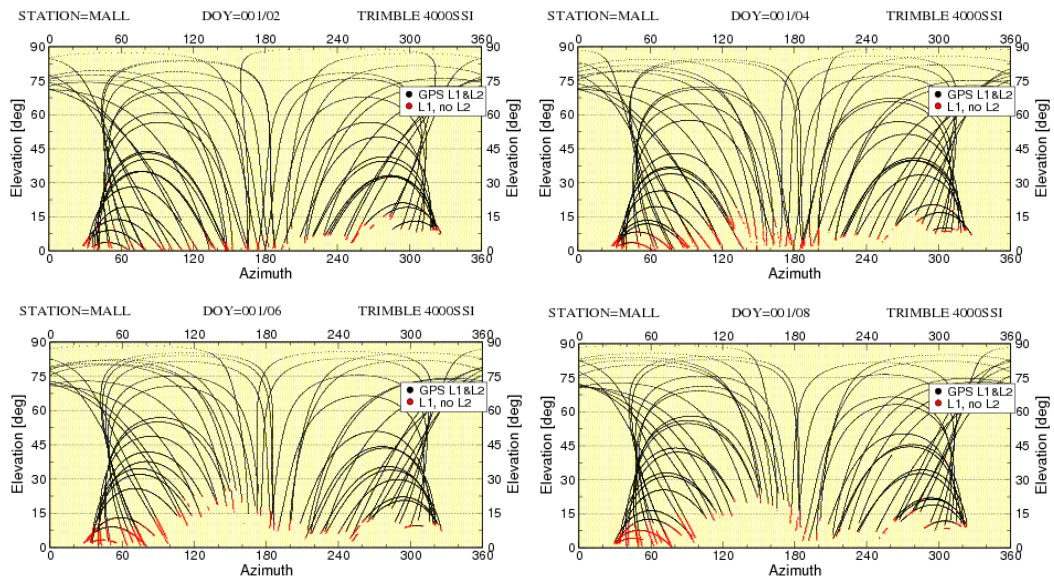 STATION=MALL DOY=001/02 TRIMBLE 4000SSI
0 60 120 180 240 300 360
90 75 60 45 30 15 0
Elevation [deg]
GPS L1&L2
L1, no L2
90 75 60 45 30 15 0
Elevation [deg]
0 60 120 180 240 300 360
Azimuth
STATION=MALL DOY=001/04 TRIMBLE 4000SSI
0 60 120 180 240 300 360
90 75 60 45 30 15 0
Elevation [deg]
GPS L1&L2
L1, no L2
90 75 60 45 30 15 0
Elevation [deg]
0 60 120 180 240 300 360
Azimuth
STATION=MALL DOY=001/06 TRIMBLE 4000SSI
0 60 120 180 240 300 360
90 75 60 45 30 15 0
Elevation [deg]
GPS L1&L2
L1, no L2
90 75 60 45 30 15 0
Elevation [deg]
0 60 120 180 240 300 360
Azimuth
STATION=MALL DOY=001/08 TRIMBLE 4000SSI
0 60 120 180 240 300 360
90 75 60 45 30 15 0
Elevation [deg]
GPS L1&L2
L1, no L2
90 75 60 45 30 15 0
Elevation [deg]
0 60 120 180 240 300 360
Azimuth